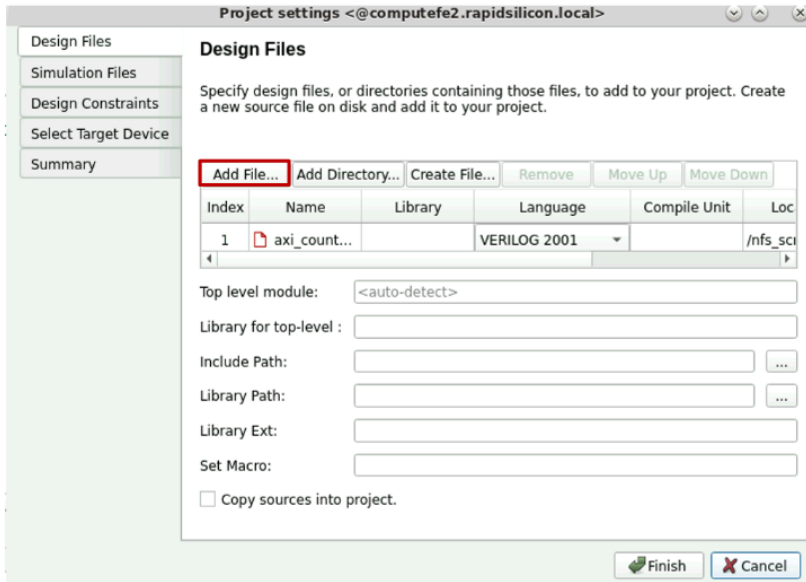 Project settings <@computefe2.rapidsilicon.local>
Design Files
Simulation Files
Design Constraints
Select Target Device
Summary
Design Files
Specify design files, or directories containing those files, to add to your project. Create
a new source file on disk and add it to your project.
Add File... Add Directory... Create File... Remove Move Up Move Down
Index Name Library Language Compile Unit Loc
1 axi_count... VERILOG 2001 /nfs_scr
Top level module: <auto-detect>
Library for top-level :
Include Path: ...
Library Path: ...
Library Ext:
Set Macro:
Copy sources into project.
Finish Cancel